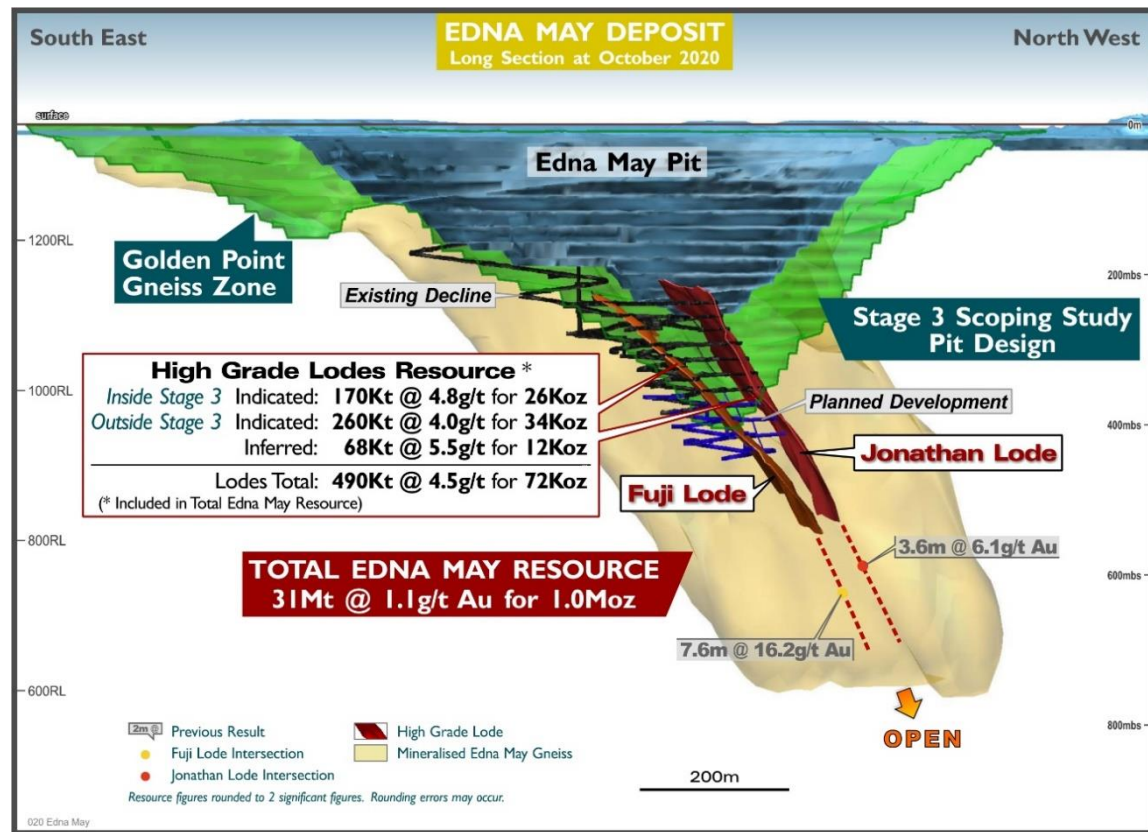 South East
EDNA MAY DEPOSIT
Long Section at October 2020
North West
surface
0m
Edna May Pit
1200RL
Golden Point
Gneiss Zone
200mbs
Existing Decline
Stage 3 Scoping Study
Pit Design
High Grade Lodes Resource *
Inside Stage 3 Indicated: 170Kt @ 4.8g/t for 26Koz
Outside Stage 3 Indicated: 260Kt @ 4.0g/t for 34Koz
Inferred: 68Kt @ 5.5g/t for 12Koz
Lodes Total: 490Kt @ 4.5g/t for 72Koz
(* Included in Total Edna May Resource)
1000RL
Planned Development
400mbs
Jonathan Lode
Fuji Lode
800RL
3.6m @ 6.1g/t Au
TOTAL EDNA MAY RESOURCE
31Mt @ 1.1g/t Au for 1.0Moz
600mbs
7.6m @ 16.2g/t Au
600RL
800mbs
OPEN
2m @ Previous Result
High Grade Lode
Fuji Lode Intersection
Mineralised Edna May Gneiss
Jonathan Lode Intersection
200m
Resource figures rounded to 2 significant figures. Rounding errors may occur.
020 Edna May